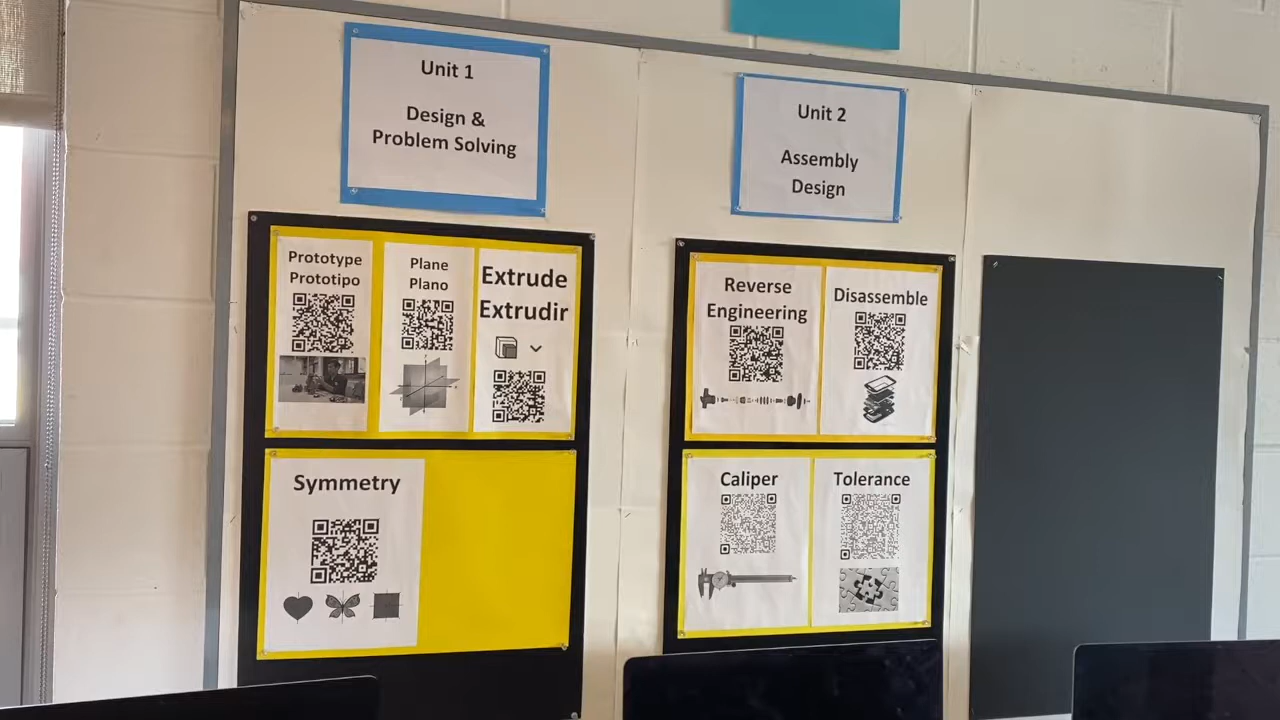 Unit 1
Design &
Problem Solving
Prototype
Prototipo
Plane
Plano
Extrude
Extrudir
Symmetry
Unit 2
Assembly
Design
Reverse
Engineering
Disassemble
Caliper
Tolerance